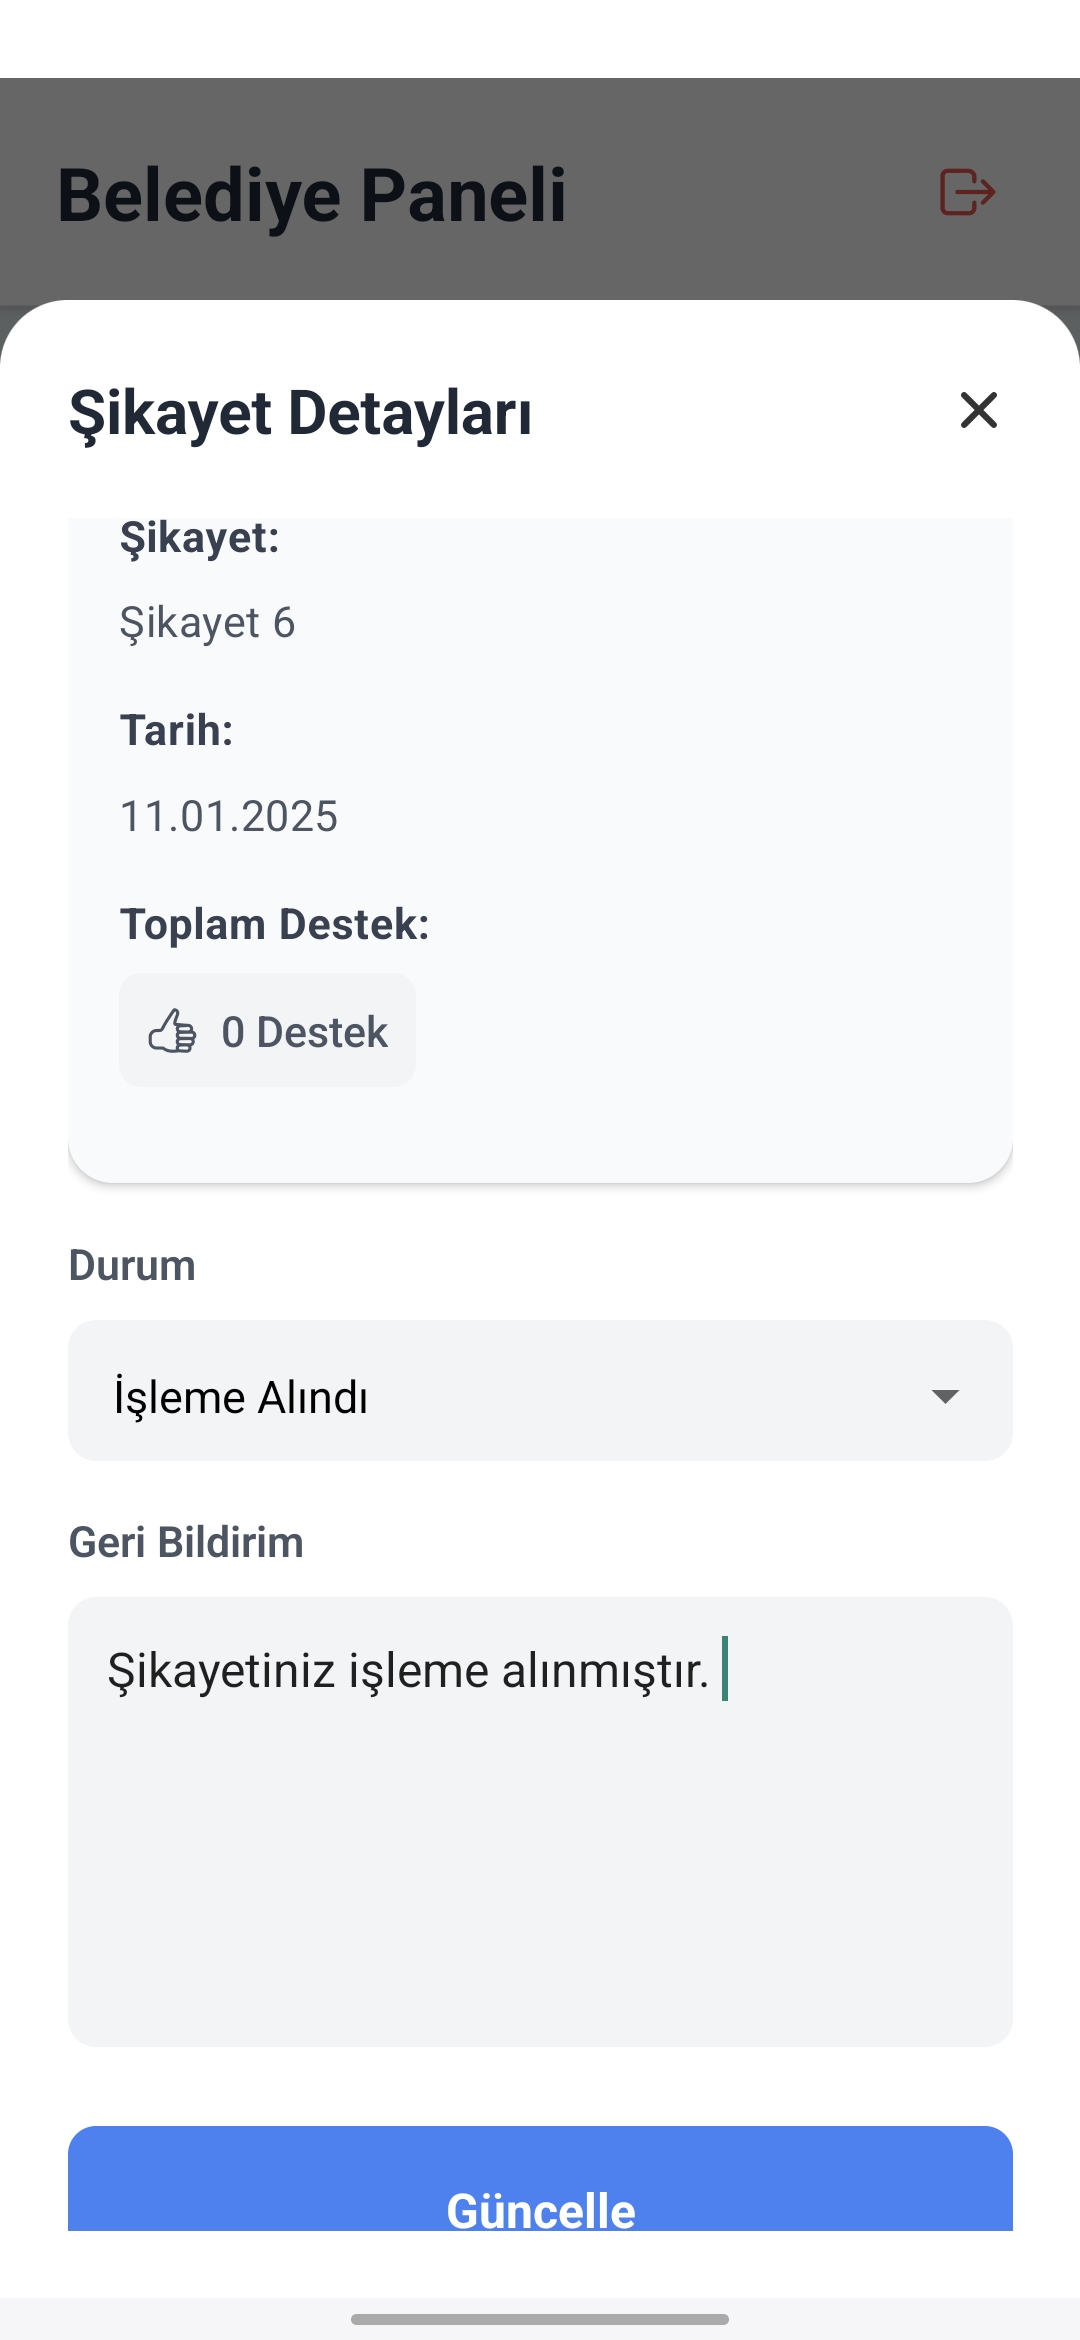 Belediye Paneli
Şikayet Detayları
Şikayet:
Şikayet 6
Tarih:
11.01.2025
Toplam Destek:
0 Destek
Durum
İşleme Alındı
Geri Bildirim
Şikayetiniz işleme alınmıştır.
Güncelle